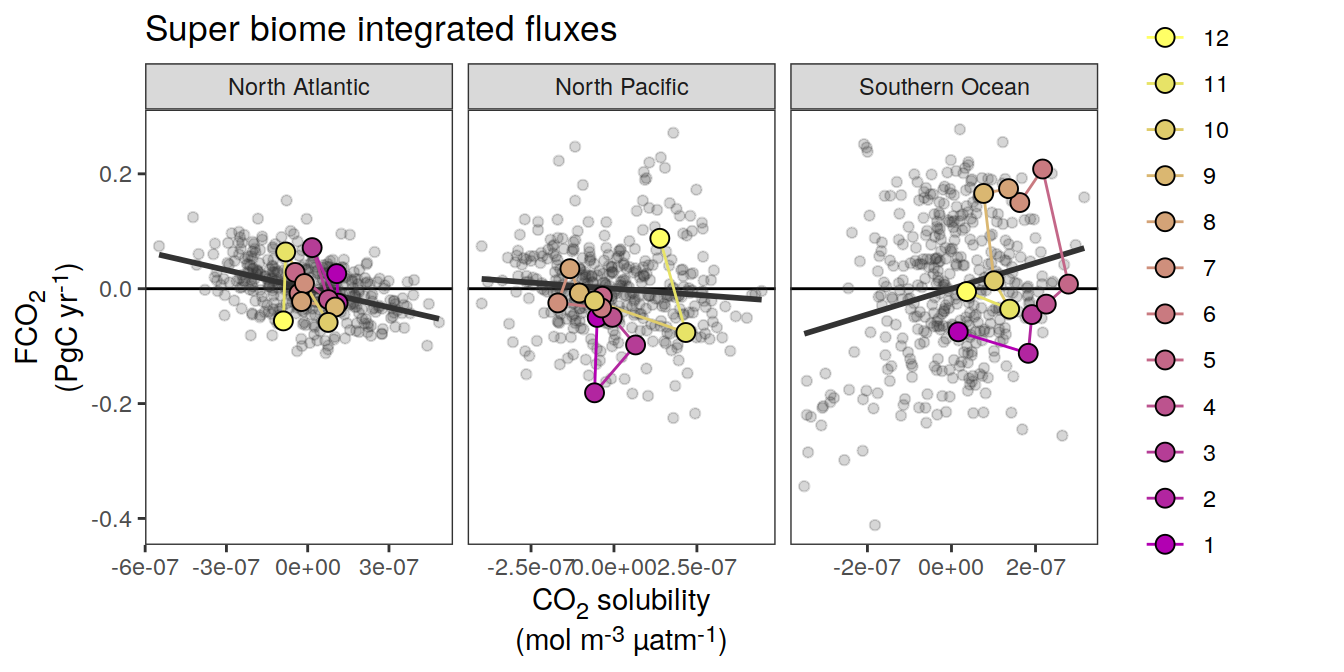 Super biome integrated fluxes
North Atlantic
North Pacific
Southern Ocean
FCO₂
(PgC yr⁻¹)
0.2
0.0
-0.2
-0.4
-6e-07 -3e-07 0e+00 3e-07
-2.5e-07 0.0e+00 2.5e-07
-2e-07 0e+00 2e-07
CO₂ solubility
(mol m⁻³ µatm⁻¹)
12
11
10
9
8
7
6
5
4
3
2
1